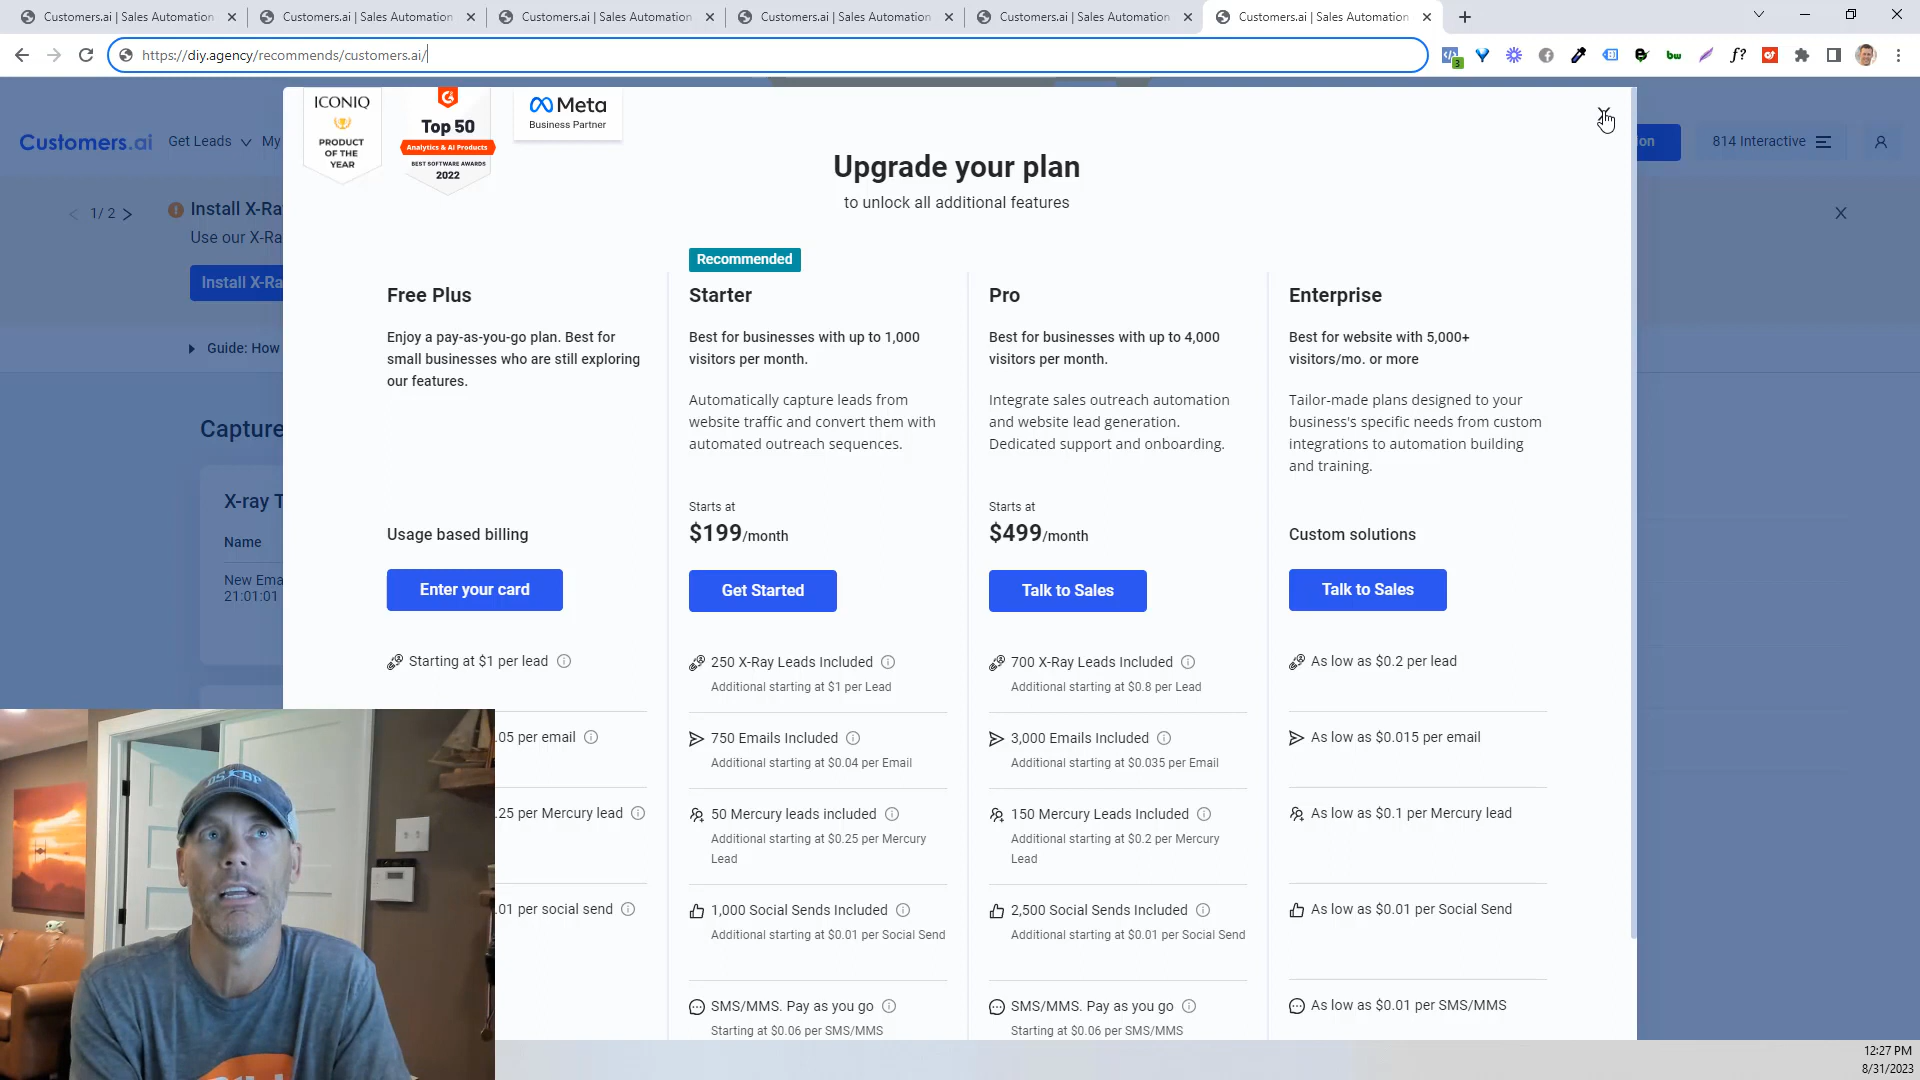 Customers.ai | Sales Automation
Customers.ai | Sales Automation
Customers.ai | Sales Automation
Customers.ai | Sales Automation
Customers.ai | Sales Automation
Customers.ai | Sales Automation
https://diy.agency/recommends/customers.ai/
Customers.ai
Get Leads
My
814 Interactive
ICONIQ
PRODUCT
OF THE
YEAR
Top 50
Analytics & AI Products
BEST SOFTWARE AWARDS
2022
Meta
Business Partner
Upgrade your plan
to unlock all additional features
1/ 2
Install X-Ra
Use our X-Ra
Install X-Ra
Guide: How
Capture
X-ray T
Name
New Ema
21:01:01
Free Plus
Enjoy a pay-as-you-go plan. Best for
small businesses who are still exploring
our features.
Usage based billing
Enter your card
Starting at $1 per lead
.05 per email
.25 per Mercury lead
.01 per social send
Recommended
Starter
Best for businesses with up to 1,000
visitors per month.
Automatically capture leads from
website traffic and convert them with
automated outreach sequences.
Starts at
$199/month
Get Started
250 X-Ray Leads Included
Additional starting at $1 per Lead
750 Emails Included
Additional starting at $0.04 per Email
50 Mercury leads included
Additional starting at $0.25 per Mercury
Lead
1,000 Social Sends Included
Additional starting at $0.01 per Social Send
SMS/MMS. Pay as you go
Starting at $0.06 per SMS/MMS
Pro
Best for businesses with up to 4,000
visitors per month.
Integrate sales outreach automation
and website lead generation.
Dedicated support and onboarding.
Starts at
$499/month
Talk to Sales
700 X-Ray Leads Included
Additional starting at $0.8 per Lead
3,000 Emails Included
Additional starting at $0.035 per Email
150 Mercury Leads Included
Additional starting at $0.2 per Mercury
Lead
2,500 Social Sends Included
Additional starting at $0.01 per Social Send
SMS/MMS. Pay as you go
Starting at $0.06 per SMS/MMS
Enterprise
Best for website with 5,000+
visitors/mo. or more
Tailor-made plans designed to your
business's specific needs from custom
integrations to automation building
and training.
Custom solutions
Talk to Sales
As low as $0.2 per lead
As low as $0.015 per email
As low as $0.1 per Mercury lead
As low as $0.01 per Social Send
As low as $0.01 per SMS/MMS
12:27 PM
8/31/2023